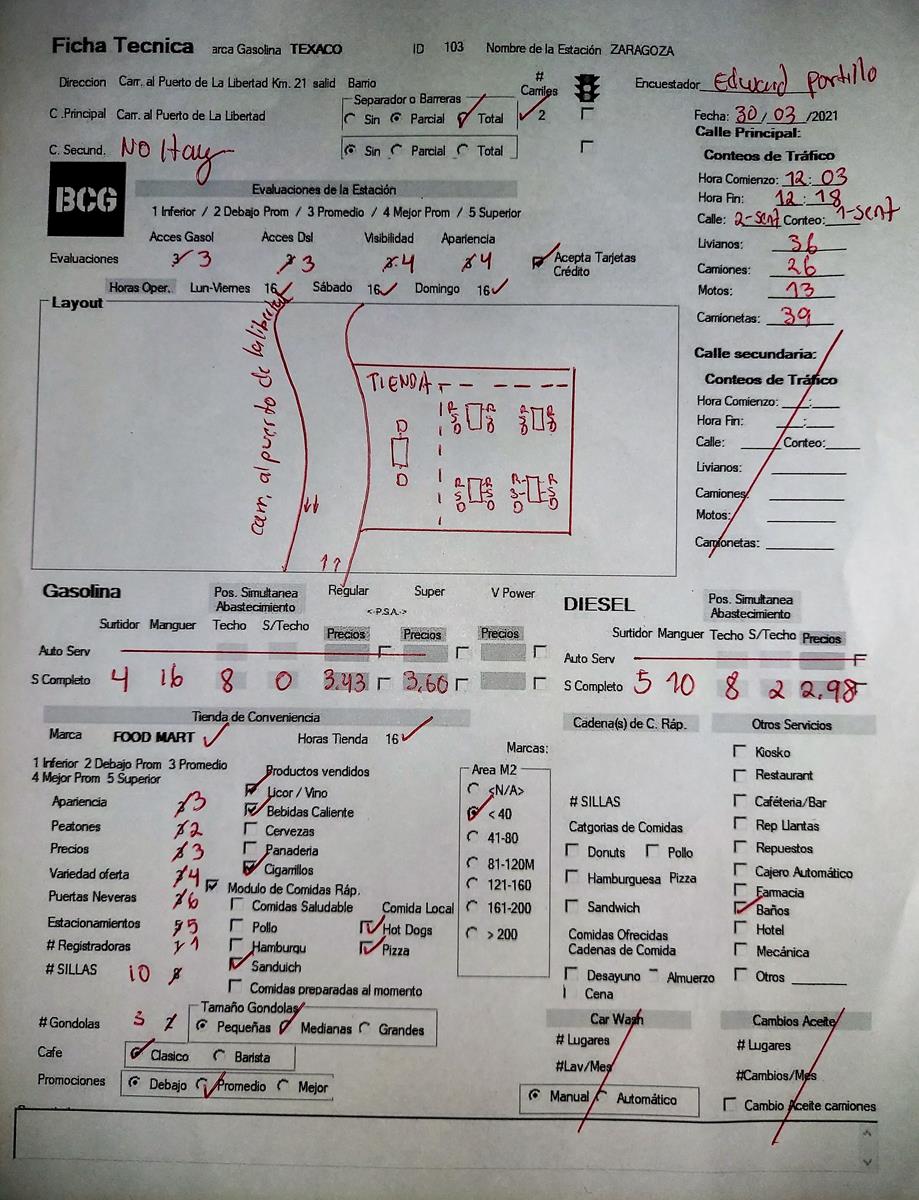 Ficha Tecnica arca Gasolina TEXACO ID 103 Nombre de la Estación ZARAGOZA
Direccion Carr. al Puerto de La Libertad Km. 21 salid Barrio # Carriles Encuestador Edward Portillo
Separador o Barreras
C .Principal Carr. al Puerto de La Libertad Sin Parcial Total 2 Fecha: 30/03/2021
Calle Principal:
C. Secund. NO Hay Sin Parcial Total
Conteos de Tráfico
BCG
Evaluaciones de la Estación
Hora Comienzo: 12:03
1 Inferior / 2 Debajo Prom / 3 Promedio / 4 Mejor Prom / 5 Superior
Hora Fin: 12:18
Calle: 2-sent Conteo: 1-sent
Acces Gasol Acces Dsl Visibilidad Apariencia
Evaluaciones 3 3 4 4 Acepta Tarjetas Crédito
Livianos: 36
Camiones: 26
Motos: 13
Camionetas: 39
Horas Oper. Lun-Viernes 16 Sábado 16 Domingo 16
Layout
carr. al puerto de la libertad
TIENDA
D
D
R S D R S D R S D R S D
R S D R S D R S D R S D
Calle secundaria:
Conteos de Tráfico
Hora Comienzo: __:__
Hora Fin: __:__
Calle: Conteo:
Livianos:
Camiones:
Motos:
Camionetas:
Gasolina Pos. Simultanea Abastecimiento Regular Super V Power
<-P.S.A.->
Surtidor Manguer Techo S/Techo Precios Precios Precios
Auto Serv
S Completo 4 16 8 0 3.43 3.60
DIESEL Pos. Simultanea Abastecimiento
Surtidor Manguer Techo S/Techo Precios
Auto Serv
S Completo 5 10 8 2 2.98
Tienda de Conveniencia
Marca FOOD MART Horas Tienda 16
1 Inferior 2 Debajo Prom 3 Promedio
4 Mejor Prom 5 Superior
Apariencia 3
Peatones 2
Precios 3
Variedad oferta 4
Puertas Neveras 6
Estacionamientos 5
# Registradoras 1
# SILLAS 10
Productos vendidos
Licor / Vino
Bebidas Caliente
Cervezas
Panaderia
Cigarrillos
Modulo de Comidas Ráp.
Comidas Saludable Comida Local
Pollo Hot Dogs
Hamburqu Pizza
Sanduich
Comidas preparadas al momento
Marcas:
Area M2
<N/A>
< 40
41-80
81-120M
121-160
161-200
> 200
# Gondolas 3
Tamaño Gondolas
Pequeñas Medianas Grandes
Cafe Clasico Barista
Promociones Debajo Promedio Mejor
Cadena(s) de C. Ráp.
# SILLAS
Catgorias de Comidas
Donuts Pollo
Hamburguesa Pizza
Sandwich
Comidas Ofrecidas
Cadenas de Comida
Desayuno Almuerzo
Cena
Otros Servicios
Kiosko
Restaurant
Caféteria/Bar
Rep Llantas
Repuestos
Cajero Automático
Farmacia
Baños
Hotel
Mecánica
Otros
Car Wash
# Lugares
#Lav/Mes
Manual Automático
Cambios Aceite
# Lugares
#Cambios/Mes
Cambio Aceite camiones